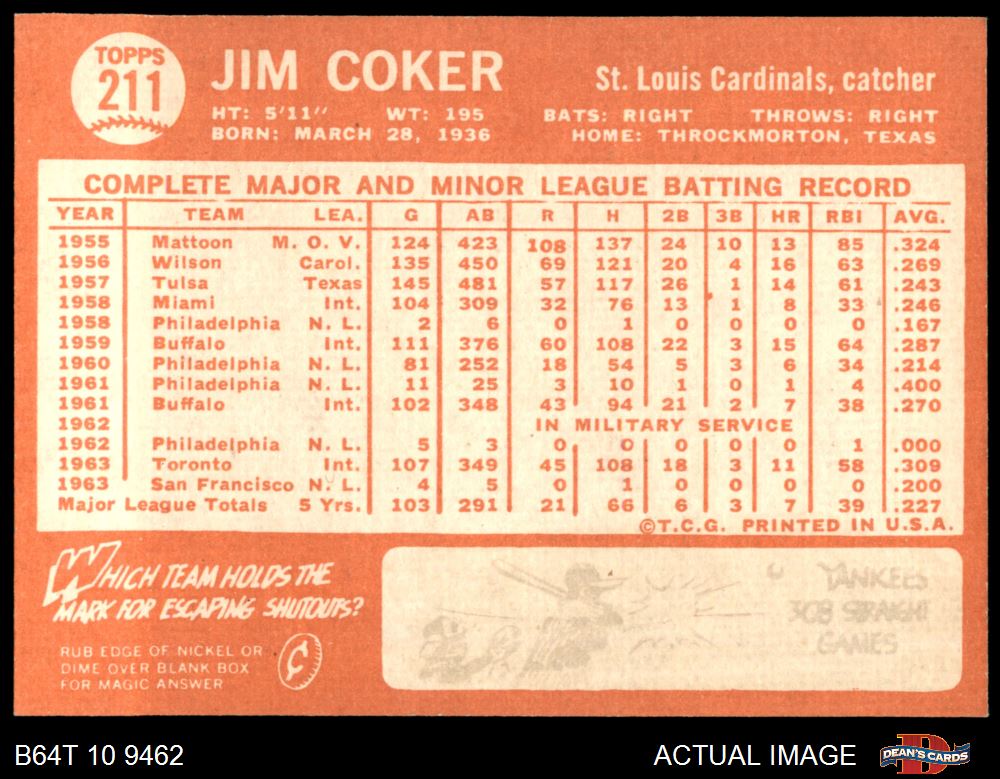 TOPPS
211
JIM COKER
St. Louis Cardinals, catcher
HT: 5'11" WT: 195 BATS: RIGHT THROWS: RIGHT
BORN: MARCH 28, 1936 HOME: THROCKMORTON, TEXAS
COMPLETE MAJOR AND MINOR LEAGUE BATTING RECORD
YEAR TEAM LEA. G AB R H 2B 3B HR RBI AVG.
1955 Mattoon M. O. V. 124 423 108 137 24 10 13 85 .324
1956 Wilson Carol. 135 450 69 121 20 4 16 63 .269
1957 Tulsa Texas 145 481 57 117 26 1 14 61 .243
1958 Miami Int. 104 309 32 76 13 1 8 33 .246
1958 Philadelphia N. L. 2 6 0 1 0 0 0 0 .167
1959 Buffalo Int. 111 376 60 108 22 3 15 64 .287
1960 Philadelphia N. L. 81 252 18 54 5 3 6 34 .214
1961 Philadelphia N. L. 11 25 3 10 1 0 1 4 .400
1961 Buffalo Int. 102 348 43 94 21 2 7 38 .270
1962 IN MILITARY SERVICE
1962 Philadelphia N. L. 5 3 0 0 0 0 0 1 .000
1963 Toronto Int. 107 349 45 108 18 3 11 58 .309
1963 San Francisco N. L. 4 5 0 1 0 0 0 0 .200
Major League Totals 5 Yrs. 103 291 21 66 6 3 7 39 .227
©T.C.G. PRINTED IN U.S.A.
WHICH TEAM HOLDS THE
MARK FOR ESCAPING SHUTOUTS?
RUB EDGE OF NICKEL OR
DIME OVER BLANK BOX
FOR MAGIC ANSWER
¢
YANKEES
308 STRAIGHT
GAMES
B64T 10 9462
ACTUAL IMAGE
D
DEAN'S CARDS